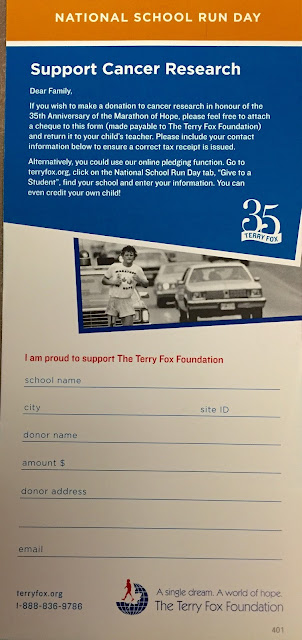 NATIONAL SCHOOL RUN DAY
Support Cancer Research
Dear Family,
If you wish to make a donation to cancer research in honour of the
35th Anniversary of the Marathon of Hope, please feel free to attach
a cheque to this form (made payable to The Terry Fox Foundation)
and return it to your child's teacher. Please include your contact
information below to ensure a correct tax receipt is issued.
Alternatively, you could use our online pledging function. Go to
terryfox.org, click on the National School Run Day tab, "Give to a
Student", find your school and enter your information. You can
even credit your own child!
35
TERRY FOX
MARATHON
HOPE
I am proud to support The Terry Fox Foundation
school name
city site ID
donor name
amount $
donor address
email
terryfox.org
1-888-836-9786
A single dream. A world of hope.
The Terry Fox Foundation
401